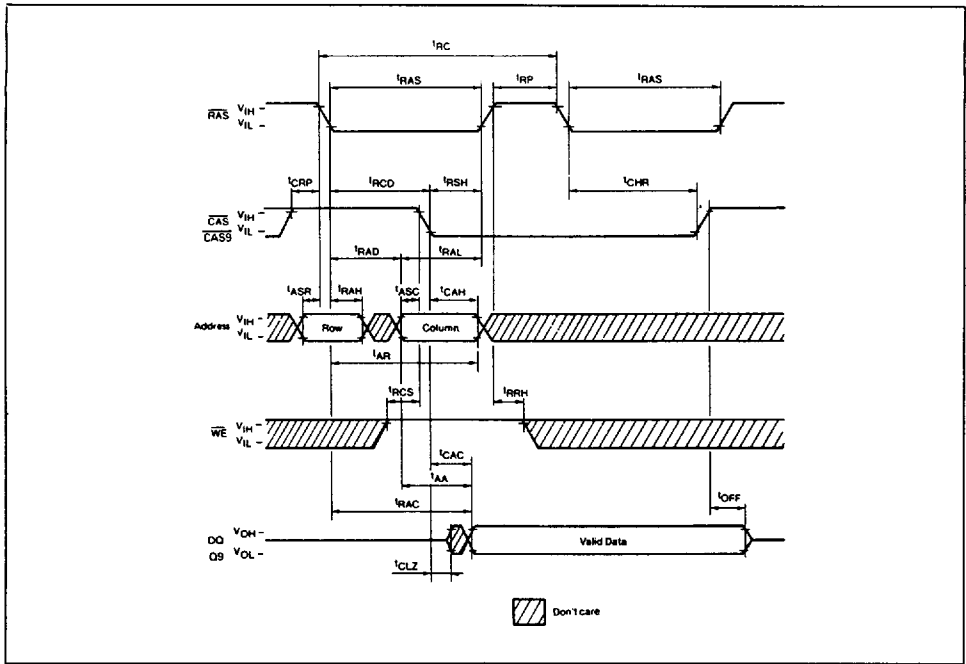 tRC
tRAS tRP tRAS
RAS VIH
VIL
tCRP tRCD tRSH tCHR
CAS VIH
CAS9 VIL
tRAD tRAL
tASR tRAH tASC tCAH
Address VIH
VIL
Row Column
tAR
tRCS tRRH
WE VIH
VIL
tCAC
tAA
tRAC tOFF
DQ VOH
Q9 VOL
Valid Data
tCLZ
Don't care